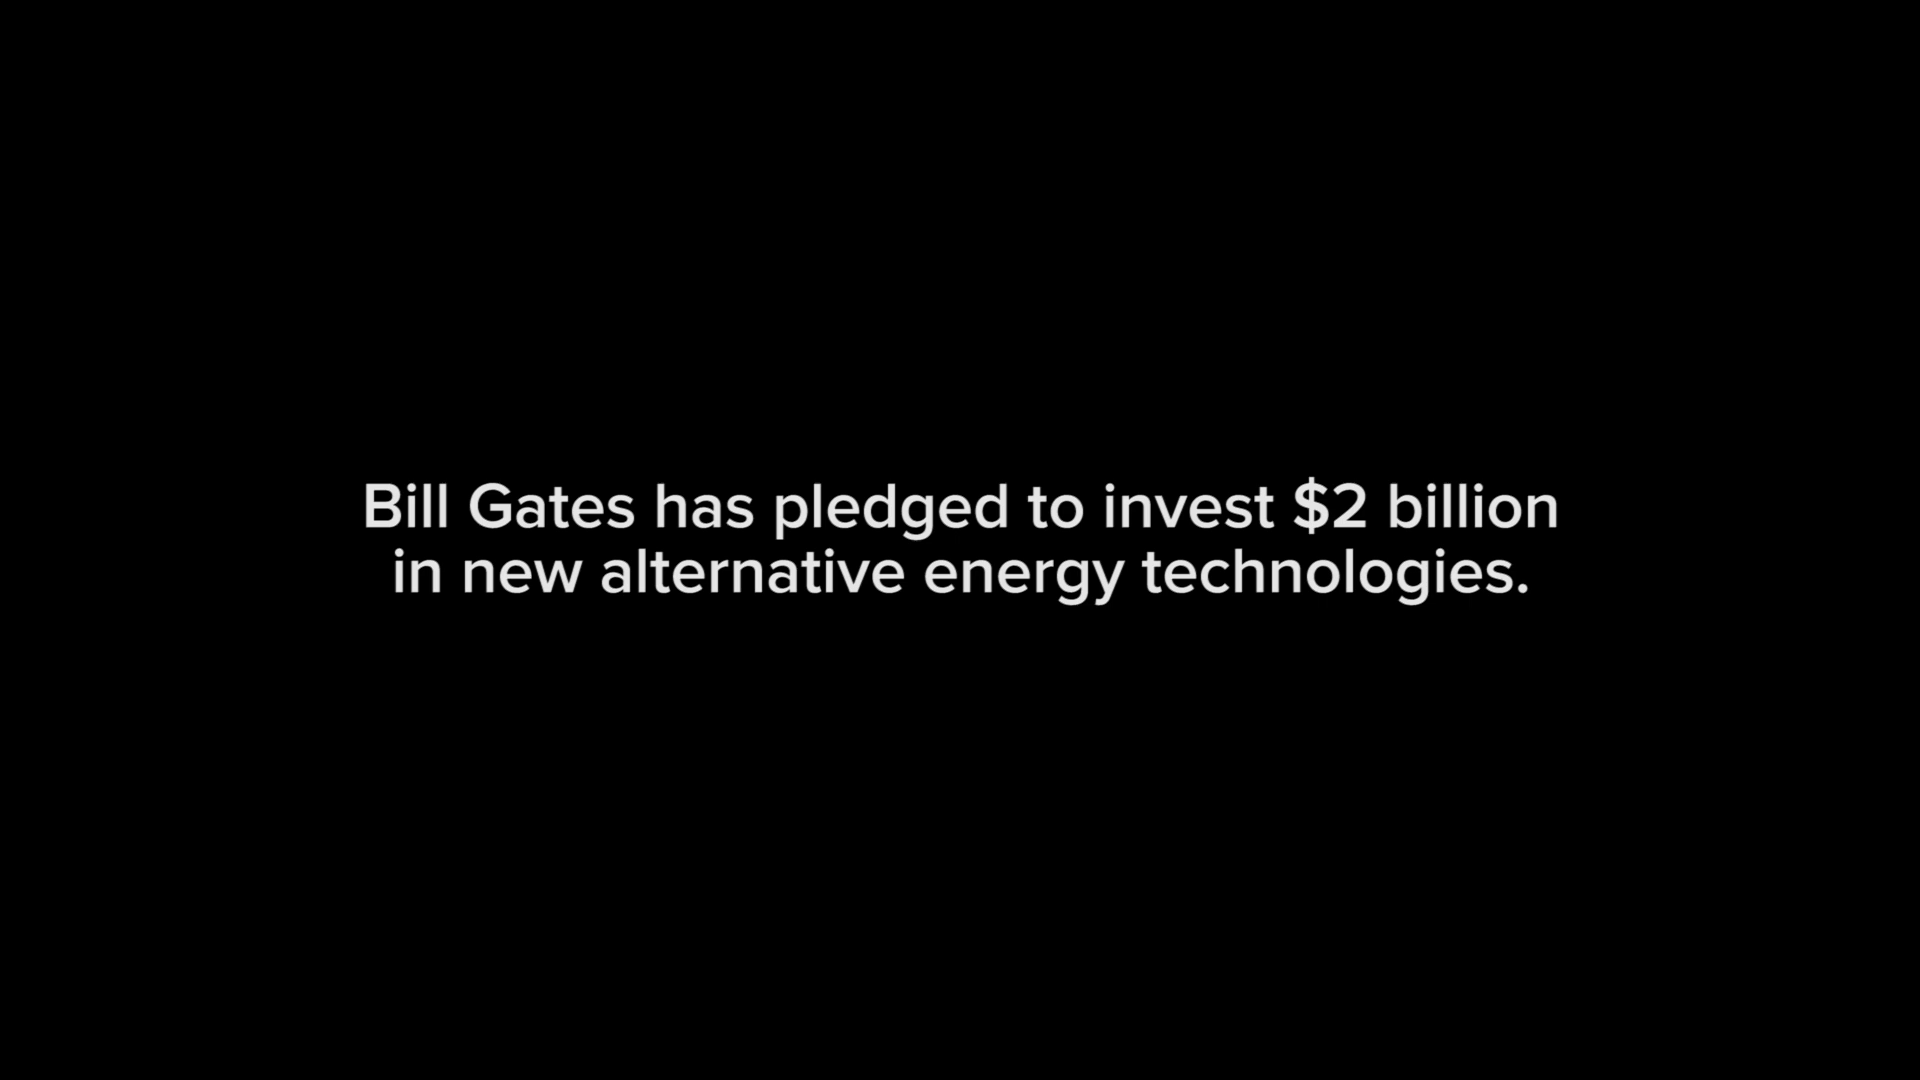 Bill Gates has pledged to invest $2 billion
in new alternative energy technologies.